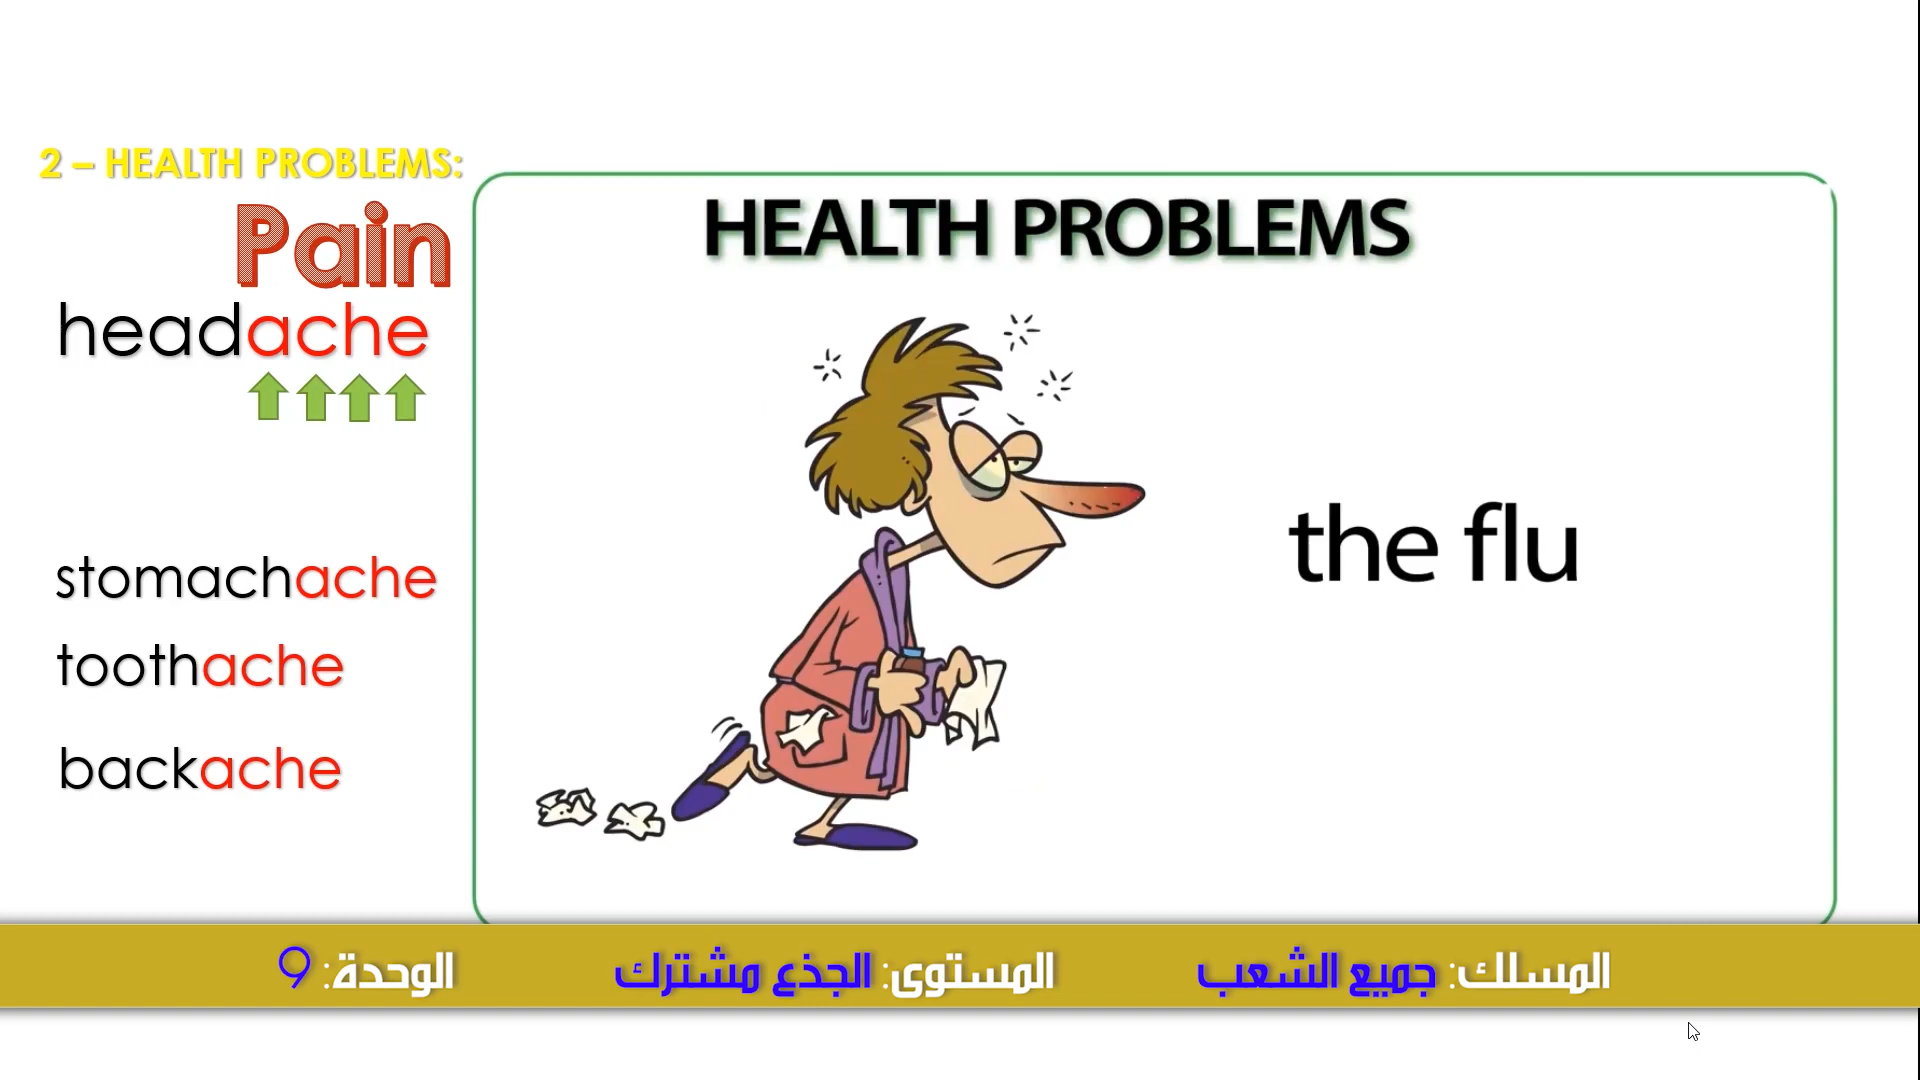 2 – HEALTH PROBLEMS:
Pain
headache
stomachache
toothache
backache
HEALTH PROBLEMS
the flu
المسلك: جميع الشعب
المستوى: الجذع مشترك
الوحدة: 9